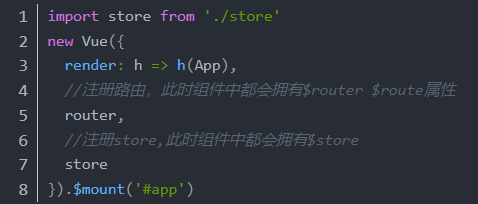 1 import store from './store'
2 new Vue({
3   render: h => h(App),
4   //注册路由，此时组件中都会拥有$router $route属性
5   router,
6   //注册store,此时组件中都会拥有$store
7   store
8 }).$mount('#app')